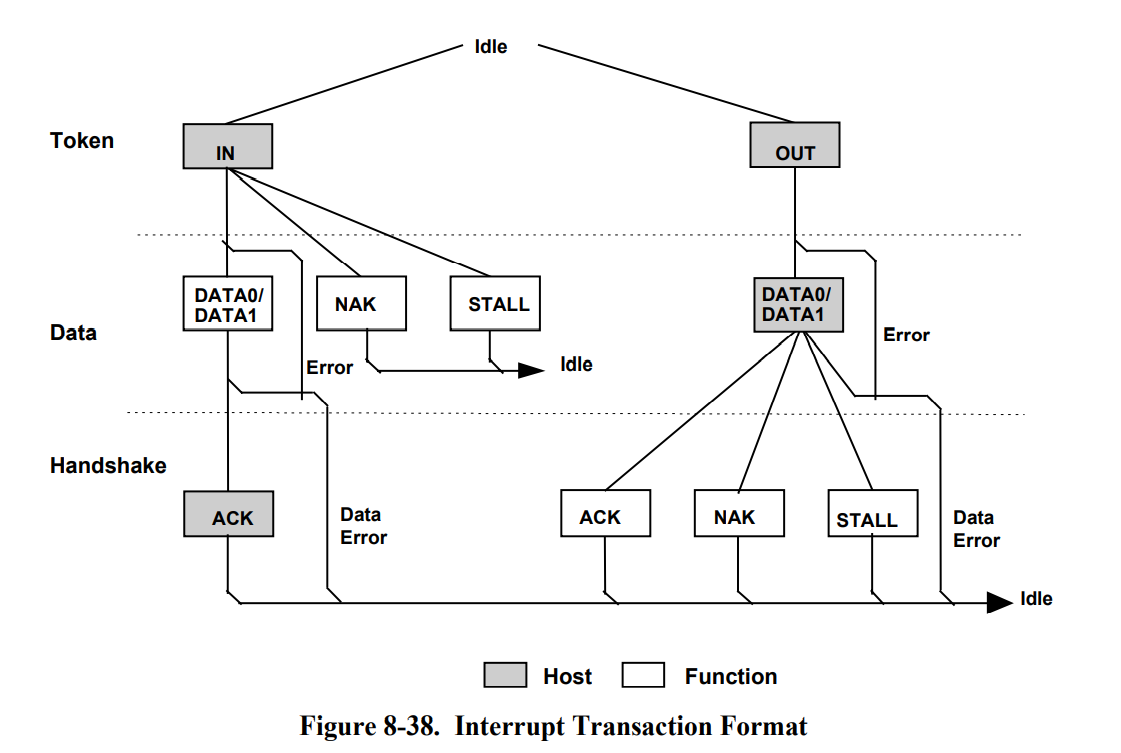 Idle
Token
IN
OUT
DATA0/
DATA1
NAK
STALL
DATA0/
DATA1
Data
Error
Idle
Error
Handshake
ACK
Data
Error
ACK
NAK
STALL
Data
Error
Idle
Host
Function
Figure 8-38. Interrupt Transaction Format